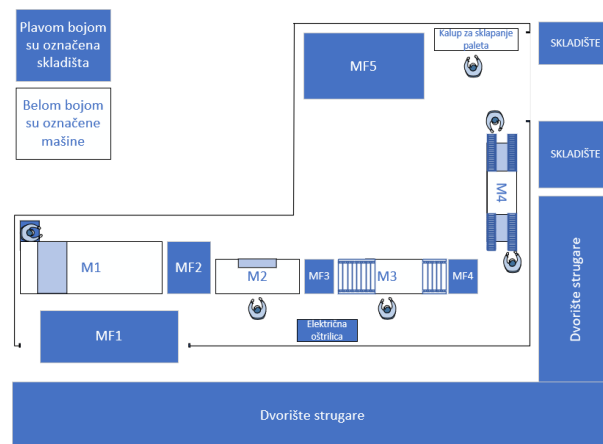 Plavom bojom
su označena
skladišta
Belom bojom
su označene
mašine
Kalup za sklapanje
paleta
MF5
SKLADIŠTE
SKLADIŠTE
M4
M1
MF2
M2
MF3
M3
MF4
MF1
Električna
oštrilica
Dvorište strugare
Dvorište strugare